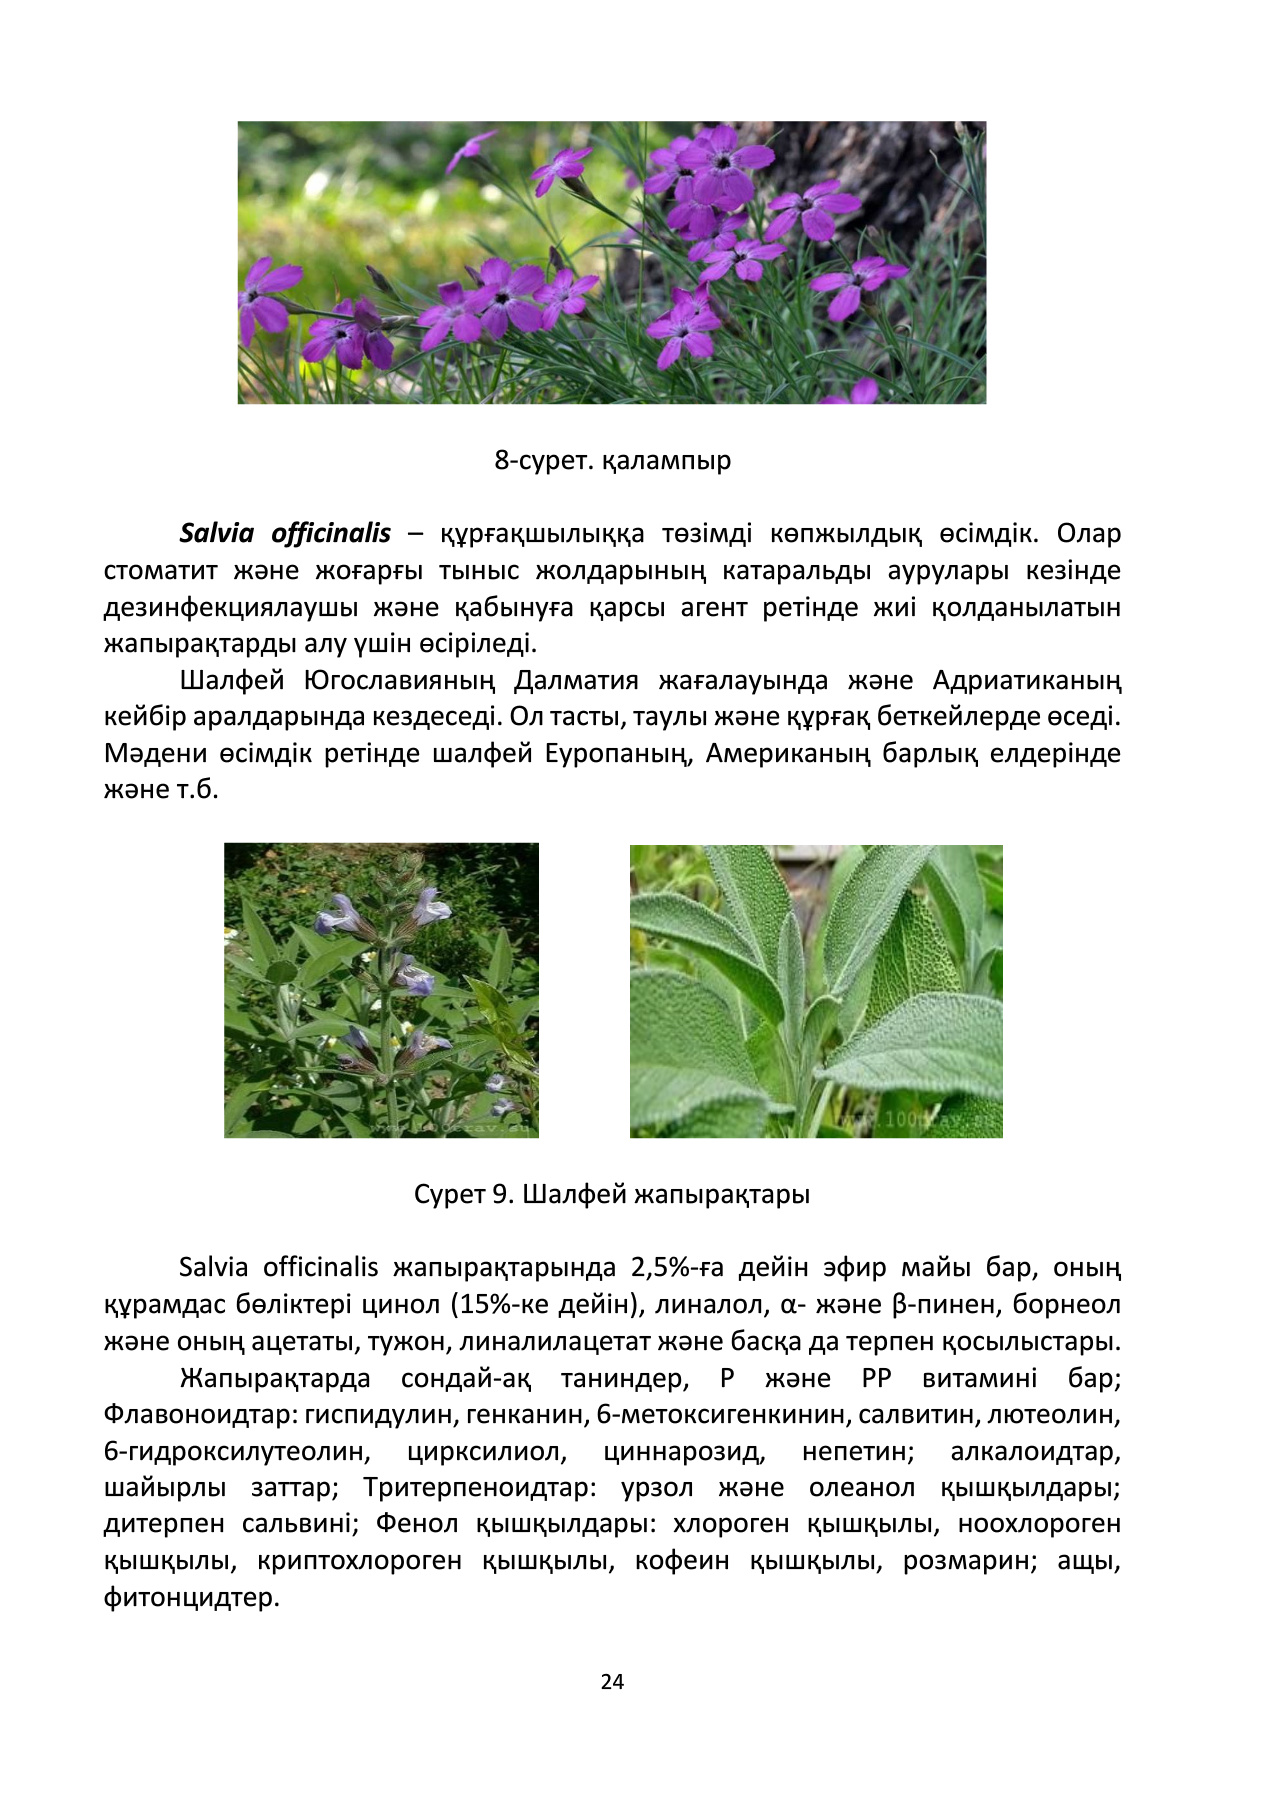 8-сурет. қалампыр
Salvia officinalis – құрғақшылыққа төзімді көпжылдық өсімдік. Олар
стоматит және жоғарғы тыныс жолдарының катаральды аурулары кезінде
дезинфекциялаушы және қабынуға қарсы агент ретінде жиі қолданылатын
жапырақтарды алу үшін өсіріледі.
Шалфей Югославияның Далматия жағалауында және Адриатиканың
кейбір аралдарында кездеседі. Ол тасты, таулы және құрғақ беткейлерде өседі.
Мәдени өсімдік ретінде шалфей Еуропаның, Американың барлық елдерінде
және т.б.
www.100trav.su
www.100trav.su
Сурет 9. Шалфей жапырақтары
Salvia officinalis жапырақтарында 2,5%-ға дейін эфир майы бар, оның
құрамдас бөліктері цинол (15%-ке дейін), линалол, α- және β-пинен, борнеол
және оның ацетаты, тужон, линалилацетат және басқа да терпен қосылыстары.
Жапырақтарда сондай-ақ таниндер, Р және РР витамині бар;
Флавоноидтар: гиспидулин, генканин, 6-метоксигенкинин, салвитин, лютеолин,
6-гидроксилутеолин, цирксилиол, циннарозид, непетин; алкалоидтар,
шайырлы заттар; Тритерпеноидтар: урзол және олеанол қышқылдары;
дитерпен сальвині; Фенол қышқылдары: хлороген қышқылы, ноохлороген
қышқылы, криптохлороген қышқылы, кофеин қышқылы, розмарин; ащы,
фитонцидтер.
24